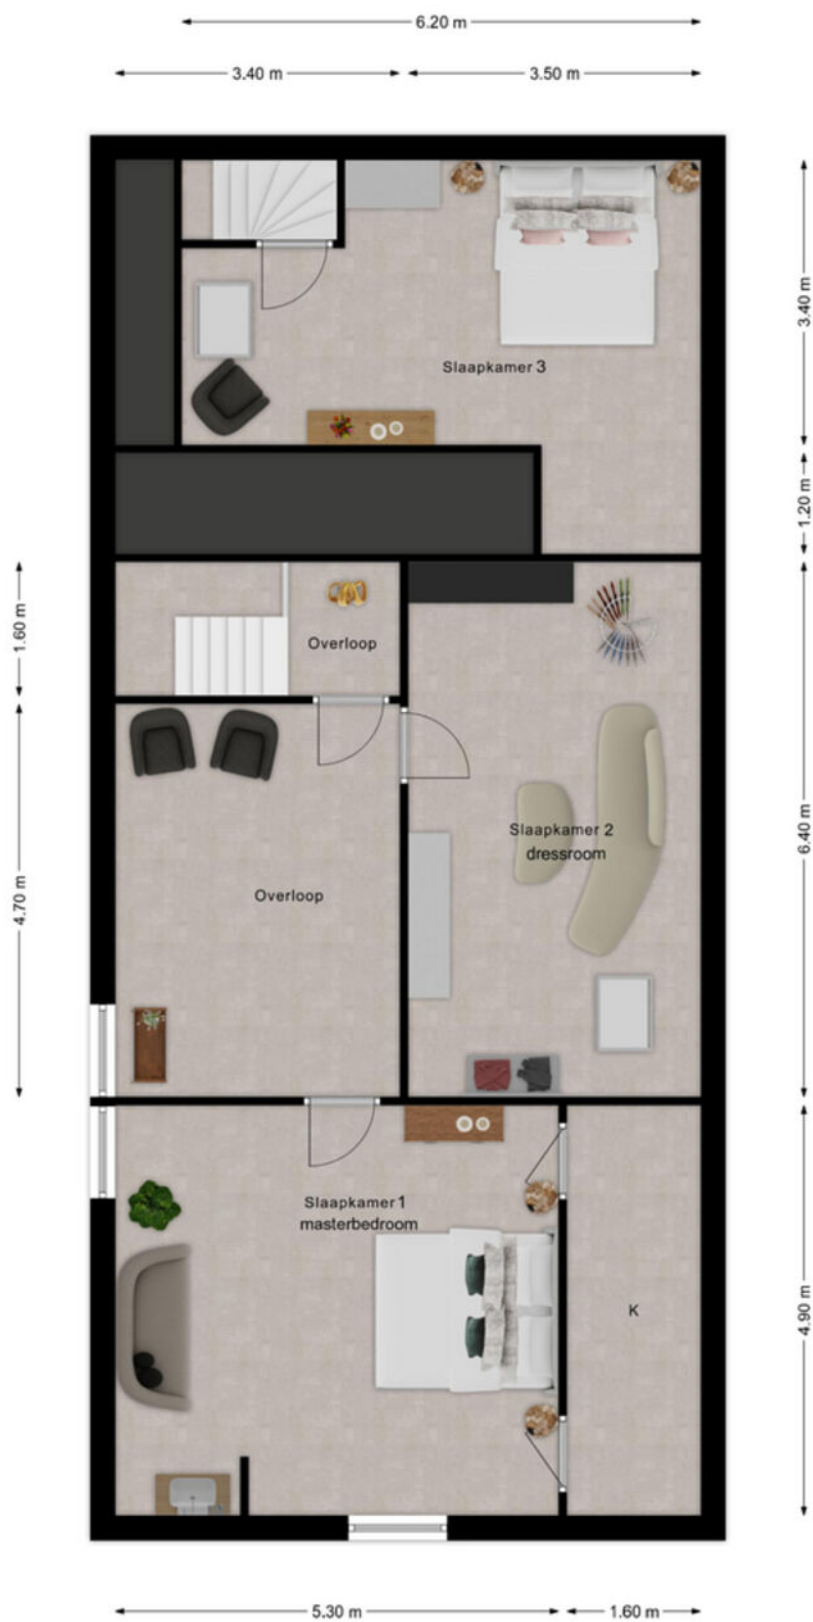 6.20 m
3.40 m
3.50 m
3.40 m
Slaapkamer 3
1.20 m
1.60 m
Overloop
Slaapkamer 2
dressroom
6.40 m
4.70 m
Overloop
Slaapkamer 1
masterbedroom
K
4.90 m
5.30 m
1.60 m